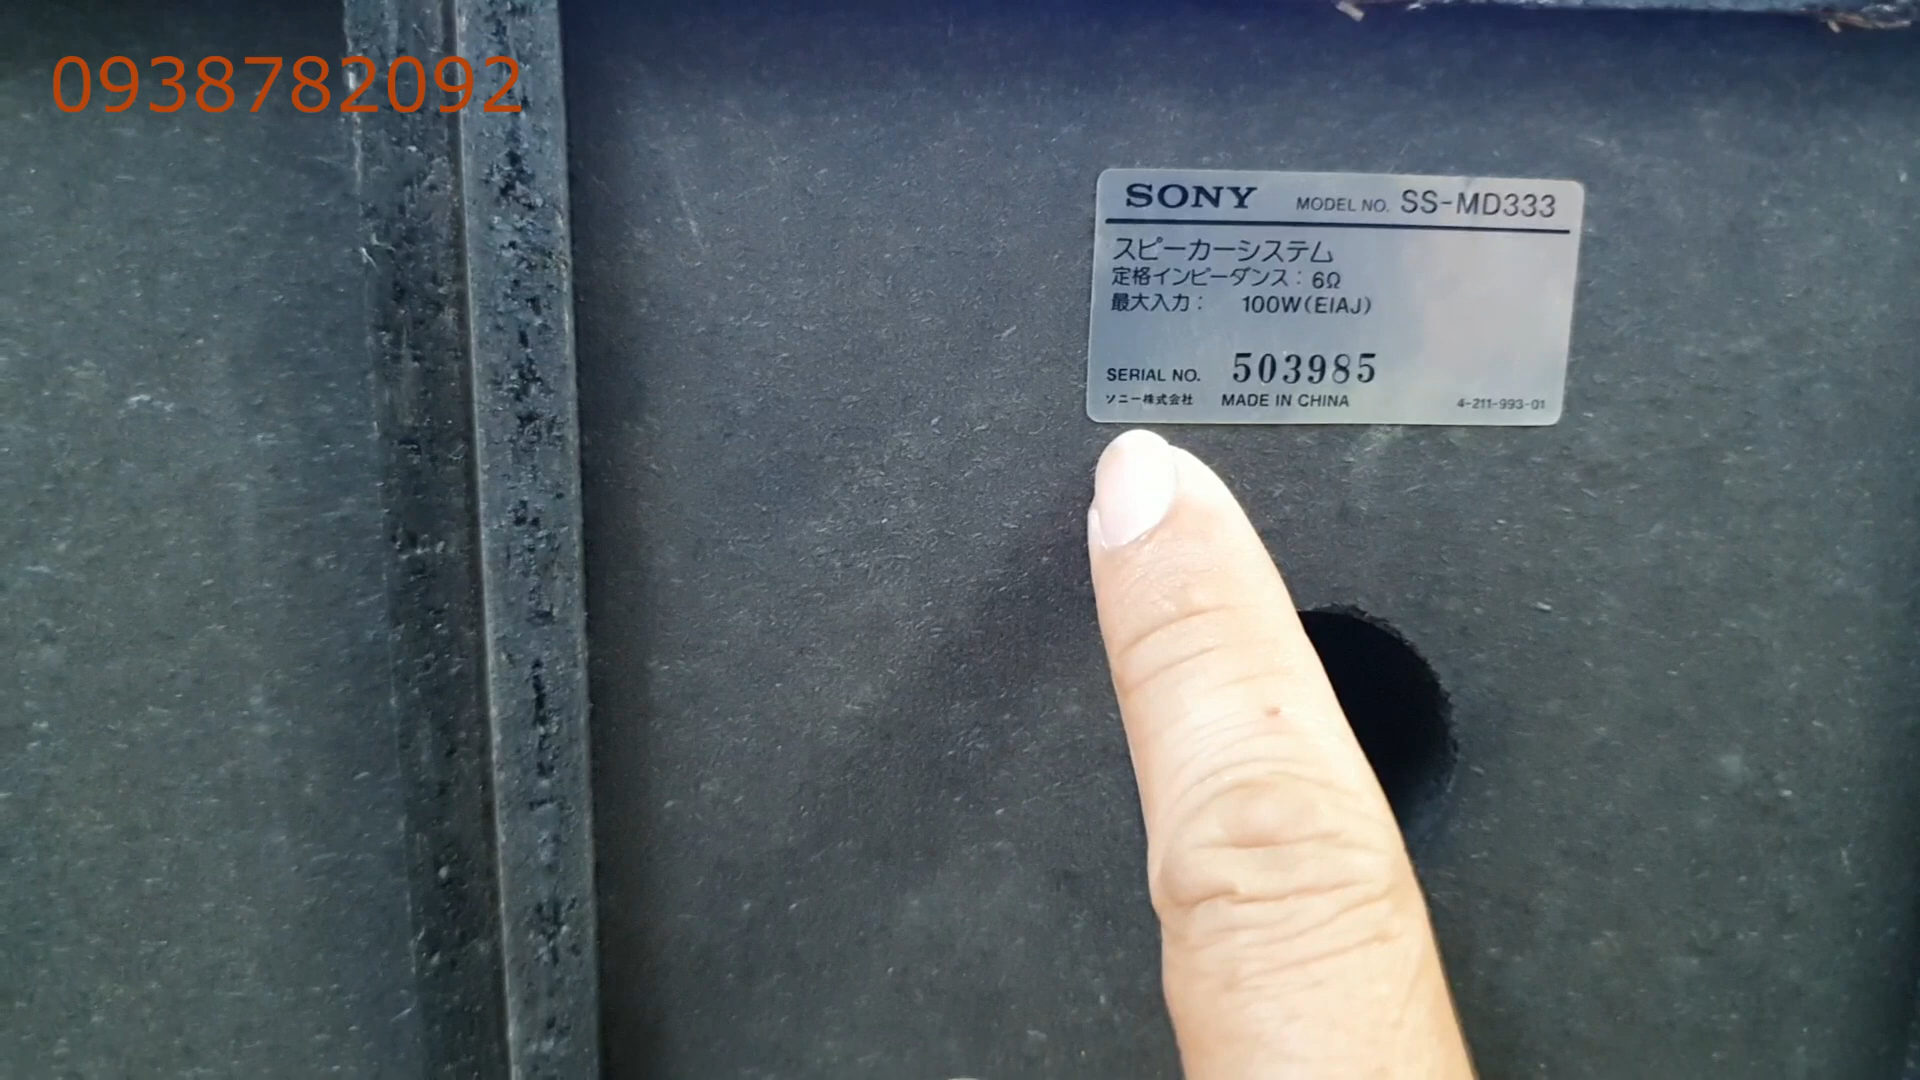 0938782092
SONY MODEL NO. SS-MD333
スピーカーシステム
定格インピーダンス : 6Ω
最大入力 : 100W(EIAJ)
SERIAL NO. 503985
ソニー株式会社 MADE IN CHINA 4-211-993-01